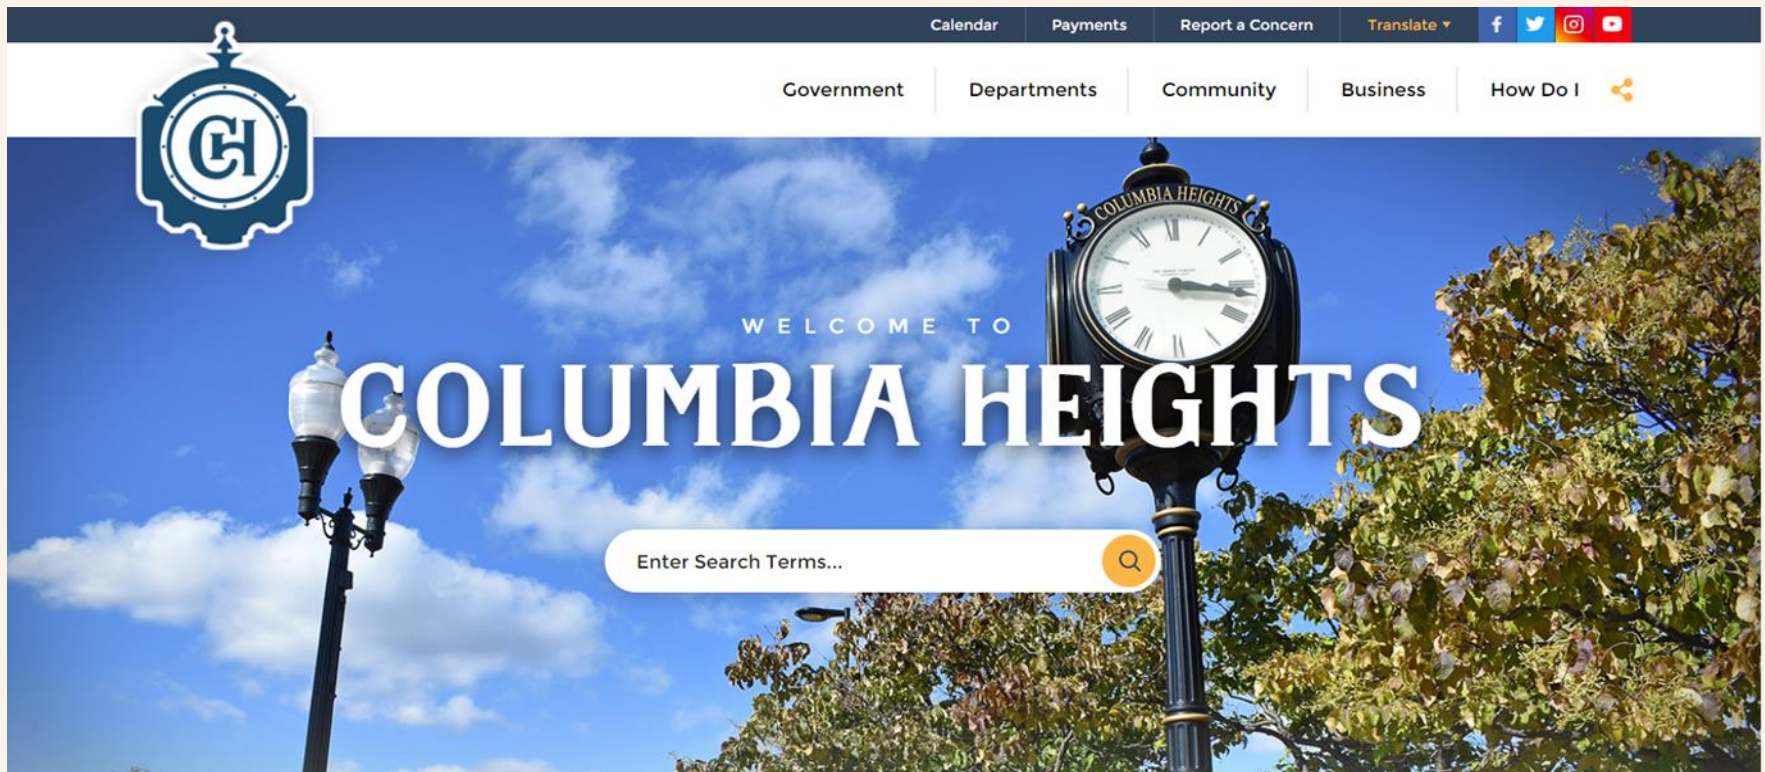 Calendar
Payments
Report a Concern
Translate
Government
Departments
Community
Business
How Do I
CH
COLUMBIA HEIGHTS
WELCOME TO
COLUMBIA HEIGHTS
Enter Search Terms...